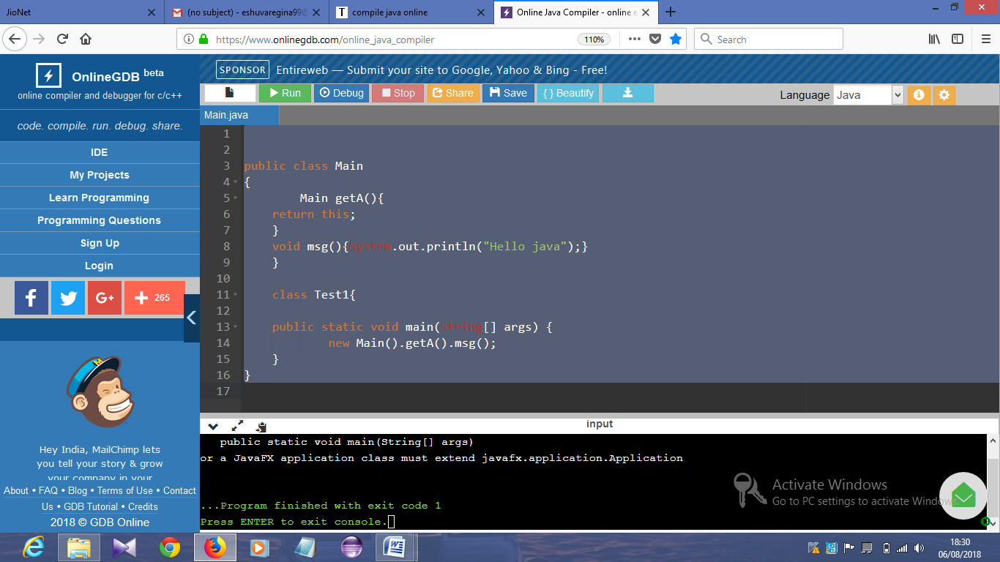 JioNet
(no subject) - eshuvaregina99@
compile java online
Online Java Compiler - online e
https://www.onlinegdb.com/online_java_compiler
110%
Search
OnlineGDB beta
online compiler and debugger for c/c++
code. compile. run. debug. share.
IDE
My Projects
Learn Programming
Programming Questions
Sign Up
Login
265
Hey India, MailChimp lets
you tell your story & grow
your company in your
About • FAQ • Blog • Terms of Use • Contact
Us • GDB Tutorial • Credits
2018 © GDB Online
SPONSOR Entireweb — Submit your site to Google, Yahoo & Bing - Free!
Run Debug Stop Share Save { } Beautify
Language Java
Main.java
1
2
3 public class Main
4 {
5 Main getA(){
6 return this;
7 }
8 void msg(){System.out.println("Hello java");}
9 }
10
11 class Test1{
12
13 public static void main(String[] args) {
14 new Main().getA().msg();
15 }
16 }
17
input
public static void main(String[] args)
or a JavaFX application class must extend javafx.application.Application
...Program finished with exit code 1
Press ENTER to exit console.
Activate Windows
Go to PC settings to activate Windows.
18:30
06/08/2018